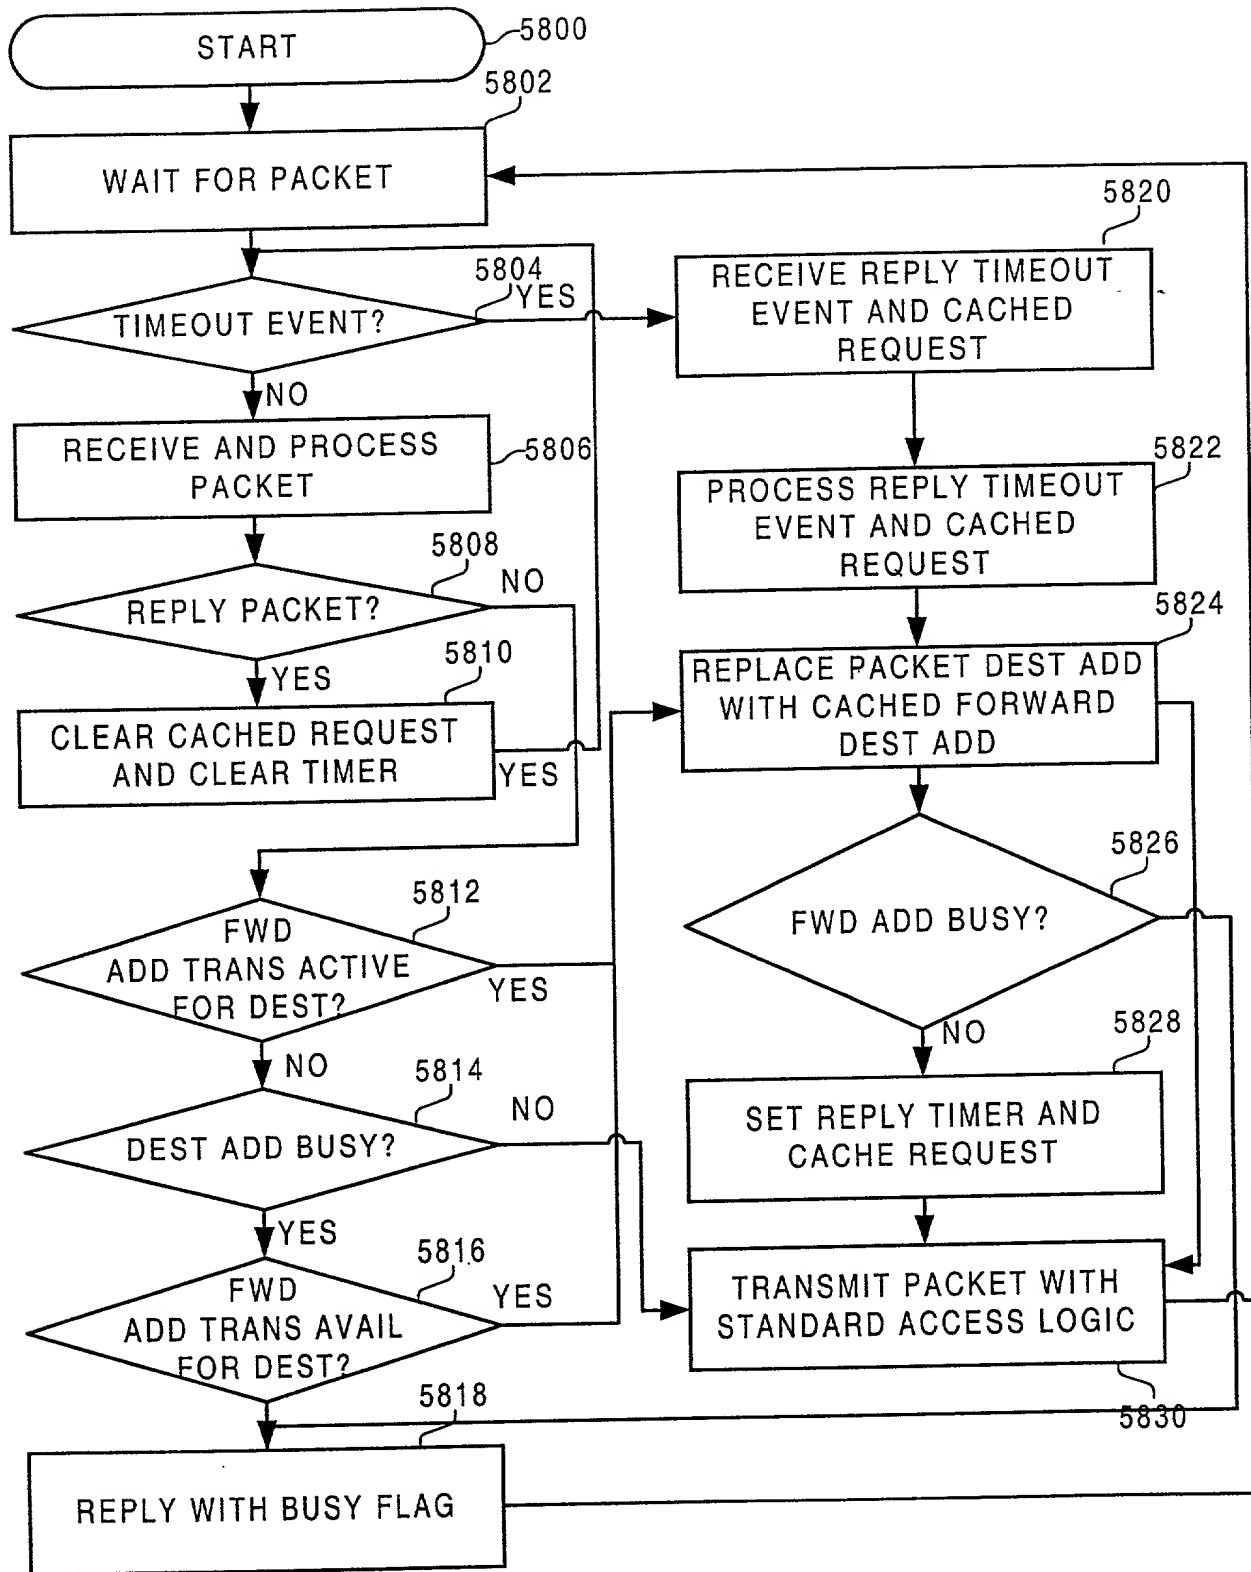 START
5800
5802
WAIT FOR PACKET
5804
TIMEOUT EVENT?
YES
NO
RECEIVE AND PROCESS
PACKET
5806
5808
REPLY PACKET?
NO
YES
5810
CLEAR CACHED REQUEST
AND CLEAR TIMER
YES
5812
FWD
ADD TRANS ACTIVE
FOR DEST?
YES
NO
5814
DEST ADD BUSY?
NO
YES
5816
FWD
ADD TRANS AVAIL
FOR DEST?
YES
5818
REPLY WITH BUSY FLAG
5820
RECEIVE REPLY TIMEOUT
EVENT AND CACHED
REQUEST
5822
PROCESS REPLY TIMEOUT
EVENT AND CACHED
REQUEST
5824
REPLACE PACKET DEST ADD
WITH CACHED FORWARD
DEST ADD
5826
FWD ADD BUSY?
NO
5828
SET REPLY TIMER AND
CACHE REQUEST
TRANSMIT PACKET WITH
STANDARD ACCESS LOGIC
5830